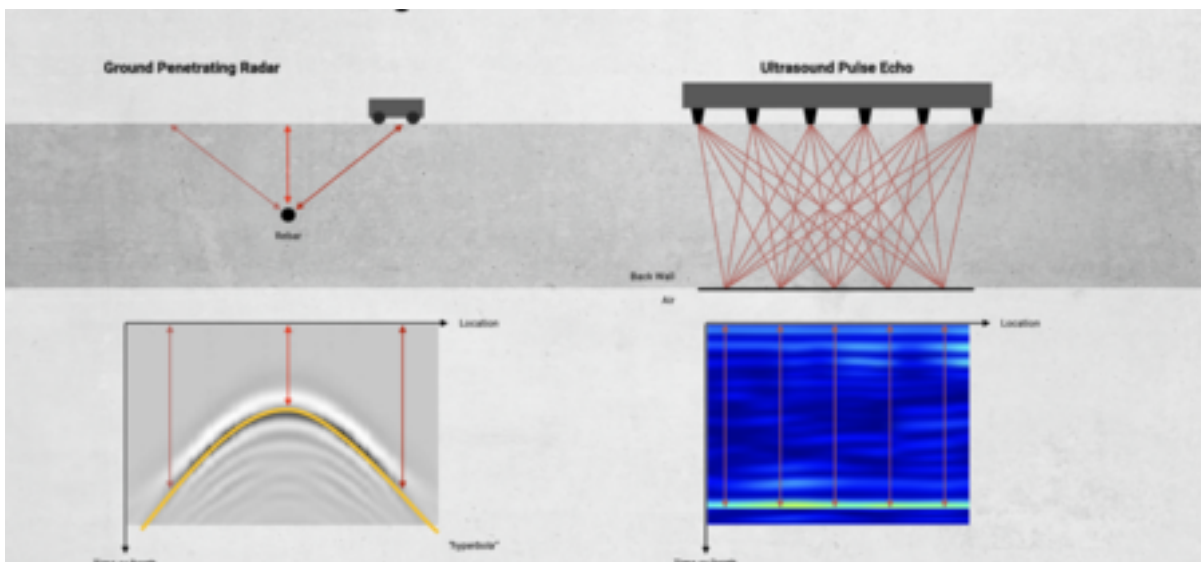 Ground Penetrating Radar
Ultrasound Pulse Echo
Rebar
Back Wall
Air
Location
Location
"hyperbola"